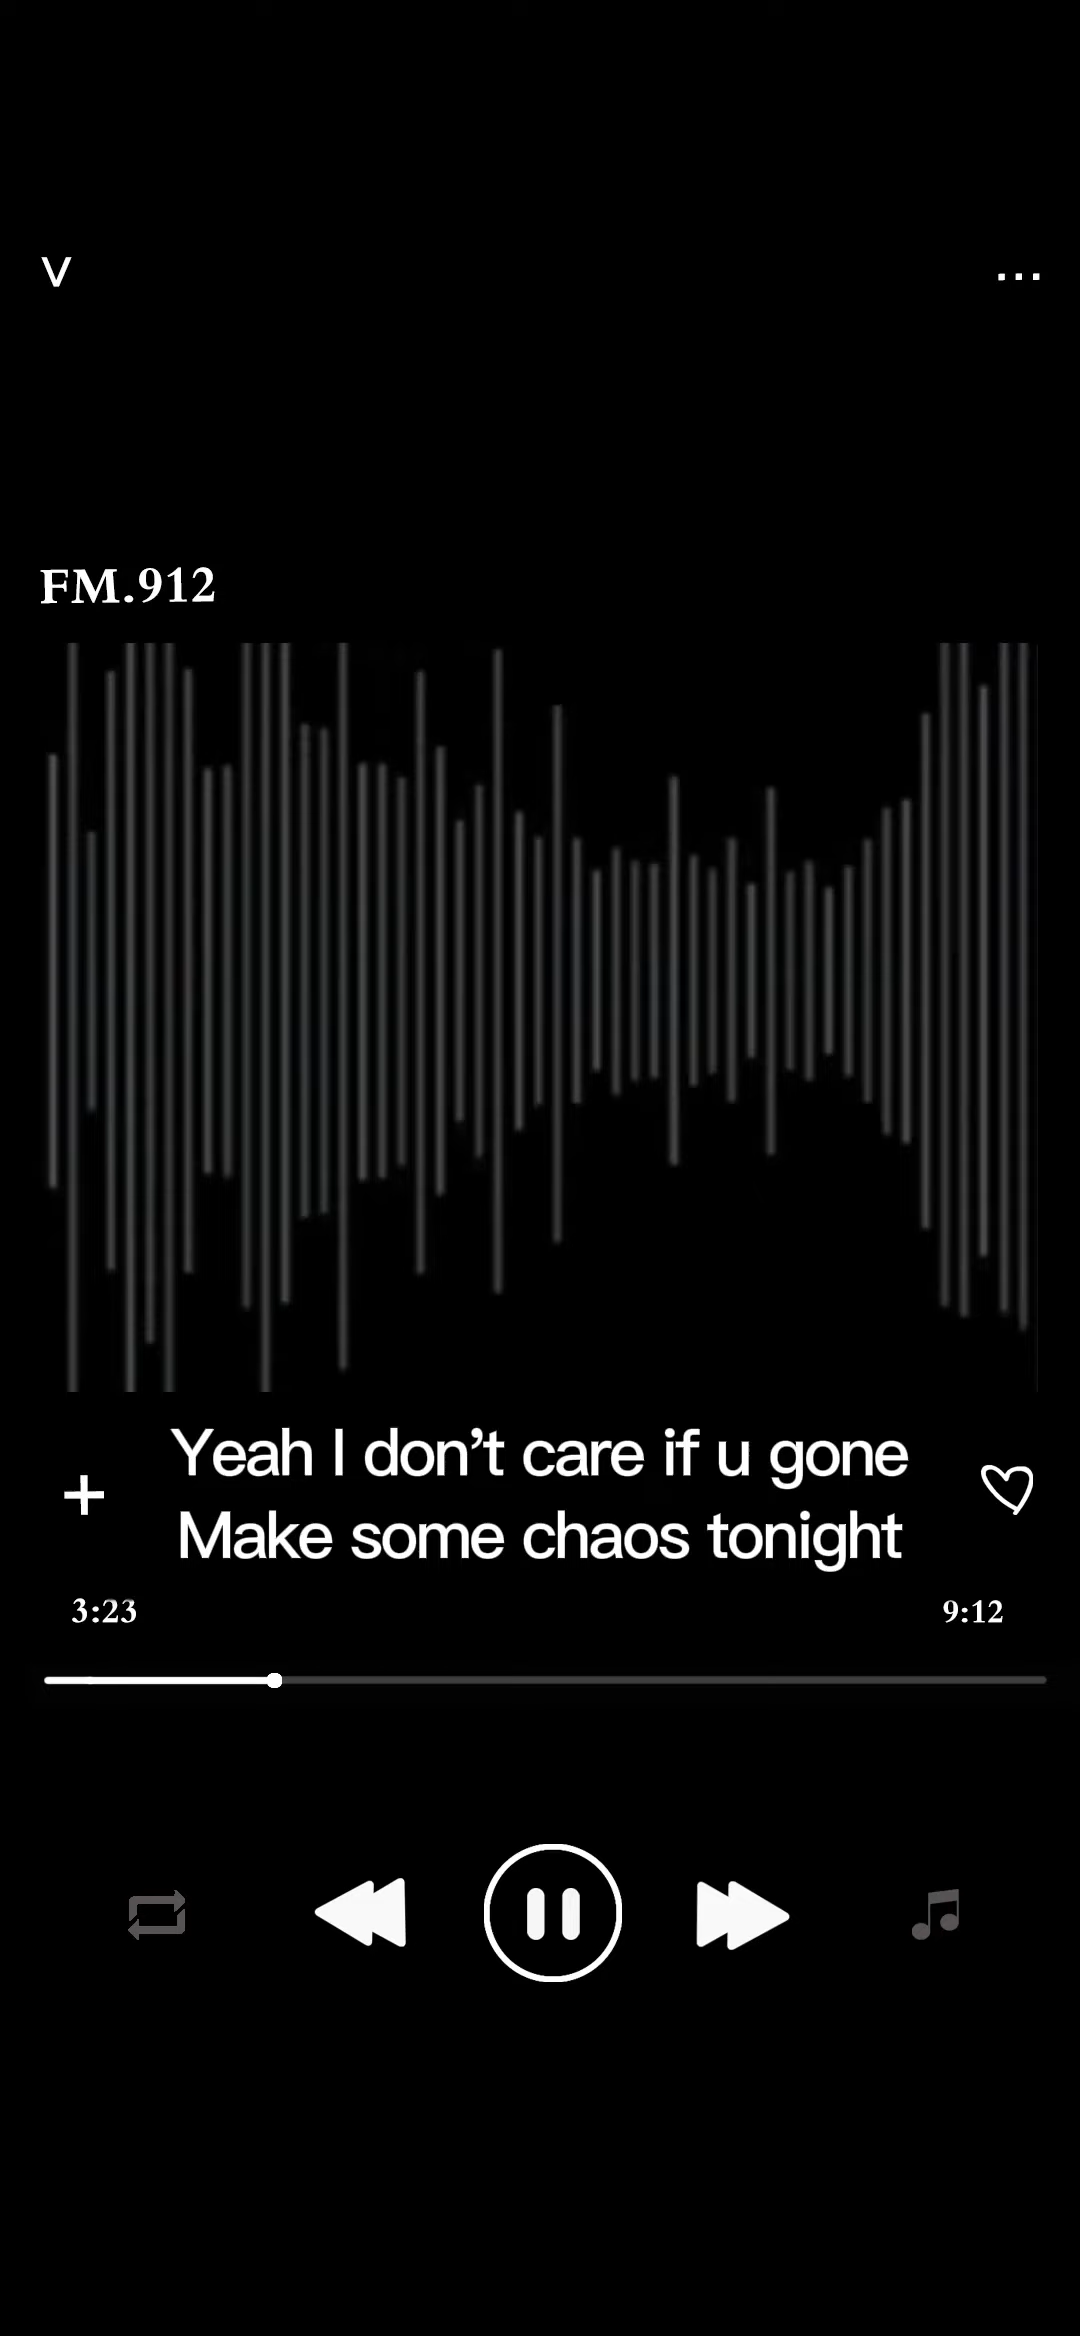 V
...
FM.912
Yeah I don’t care if u gone
Make some chaos tonight
3:23
9:12